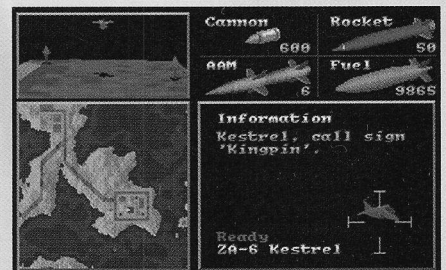 Cannon
600
Rocket
50
AAM
6
Fuel
9865
Information
Kestrel, call sign
'Kingpin'.
Ready
ZA-6 Kestrel